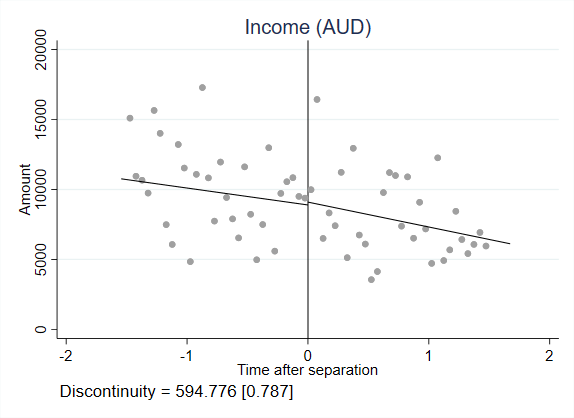 Income (AUD)
20000
15000
10000
5000
0
Amount
-2 -1 0 1 2
Time after separation
Discontinuity = 594.776 [0.787]